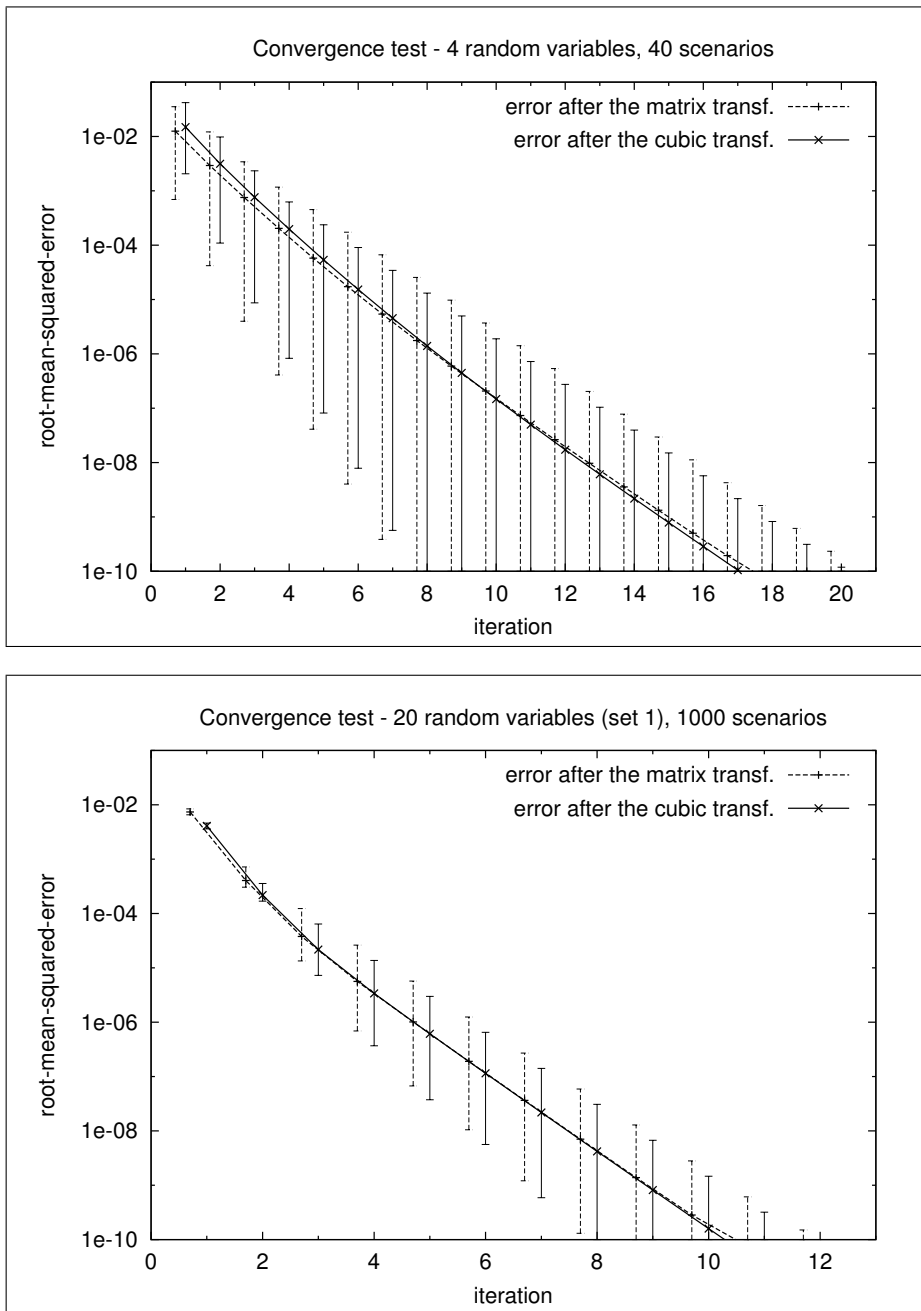 Convergence test - 4 random variables, 40 scenarios
error after the matrix transf.
error after the cubic transf.
root-mean-squared-error
1e-02
1e-04
1e-06
1e-08
1e-10
0 2 4 6 8 10 12 14 16 18 20
iteration
Convergence test - 20 random variables (set 1), 1000 scenarios
error after the matrix transf.
error after the cubic transf.
root-mean-squared-error
1e-02
1e-04
1e-06
1e-08
1e-10
0 2 4 6 8 10 12
iteration